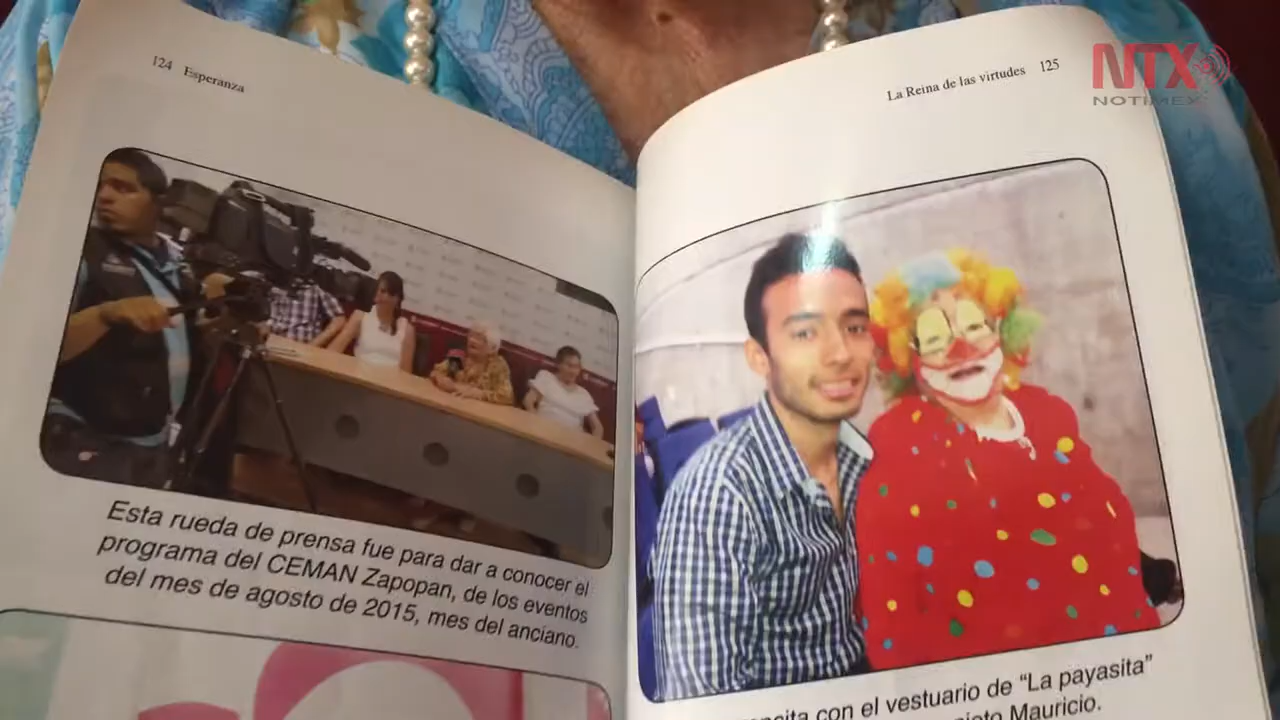 124 Esperanza
Esta rueda de prensa fue para dar a conocer el
programa del CEMAN Zapopan, de los eventos
del mes de agosto de 2015, mes del anciano.
La Reina de las virtudes 125
con el vestuario de “La payasita”
Mauricio.
NTX
NOTIMEX